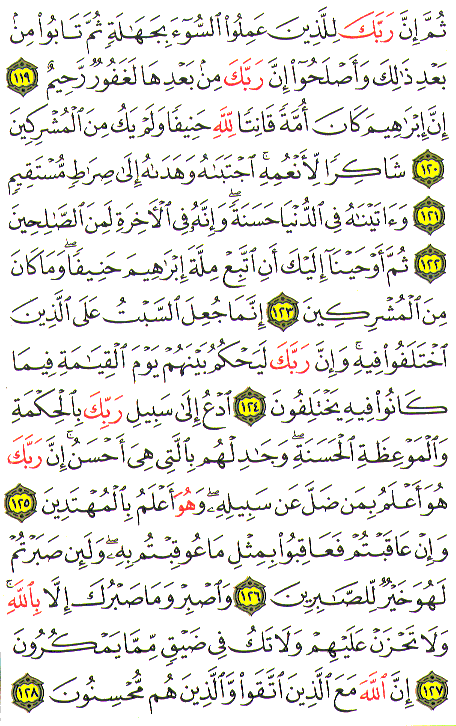 ثُمَّ إِنَّ رَبَّكَ لِلَّذِينَ عَمِلُوا۟ ٱلسُّوٓءَ بِجَهَـٰلَةٍ ثُمَّ تَابُوا۟ مِنۢ
بَعْدِ ذَٰلِكَ وَأَصْلَحُوٓا۟ إِنَّ رَبَّكَ مِنۢ بَعْدِهَا لَغَفُورٌ رَّحِيمٌ ١١٩
إِنَّ إِبْرَٰهِيمَ كَانَ أُمَّةً قَانِتًا لِّلَّهِ حَنِيفًا وَلَمْ يَكُ مِنَ ٱلْمُشْرِكِينَ
١٢٠ شَاكِرًا لِّأَنْعُمِهِ ۚ ٱجْتَبَىٰهُ وَهَدَىٰهُ إِلَىٰ صِرَٰطٍ مُّسْتَقِيمٍ
١٢١ وَءَاتَيْنَـٰهُ فِى ٱلدُّنْيَا حَسَنَةً ۖ وَإِنَّهُۥ فِى ٱلْـَٔاخِرَةِ لَمِنَ ٱلصَّـٰلِحِينَ
١٢٢ ثُمَّ أَوْحَيْنَآ إِلَيْكَ أَنِ ٱتَّبِعْ مِلَّةَ إِبْرَٰهِيمَ حَنِيفًا ۖ وَمَا كَانَ
مِنَ ٱلْمُشْرِكِينَ ١٢٣ إِنَّمَا جُعِلَ ٱلسَّبْتُ عَلَى ٱلَّذِينَ
ٱخْتَلَفُوا۟ فِيهِ ۚ وَإِنَّ رَبَّكَ لَيَحْكُمُ بَيْنَهُمْ يَوْمَ ٱلْقِيَـٰمَةِ فِيمَا
كَانُوا۟ فِيهِ يَخْتَلِفُونَ ١٢٤ ٱدْعُ إِلَىٰ سَبِيلِ رَبِّكَ بِٱلْحِكْمَةِ
وَٱلْمَوْعِظَةِ ٱلْحَسَنَةِ ۖ وَجَـٰدِلْهُم بِٱلَّتِى هِىَ أَحْسَنُ ۚ إِنَّ رَبَّكَ
هُوَ أَعْلَمُ بِمَن ضَلَّ عَن سَبِيلِهِۦ ۖ وَهُوَ أَعْلَمُ بِٱلْمُهْتَدِينَ ١٢٥
وَإِنْ عَاقَبْتُمْ فَعَاقِبُوا۟ بِمِثْلِ مَا عُوقِبْتُم بِهِۦ ۖ وَلَئِن صَبَرْتُمْ
لَهُوَ خَيْرٌ لِّلصَّـٰبِرِينَ ١٢٦ وَٱصْبِرْ وَمَا صَبْرُكَ إِلَّا بِٱللَّهِ ۚ
وَلَا تَحْزَنْ عَلَيْهِمْ وَلَا تَكُ فِى ضَيْقٍ مِّمَّا يَمْكُرُونَ
١٢٧ إِنَّ ٱللَّهَ مَعَ ٱلَّذِينَ ٱتَّقَوا۟ وَّٱلَّذِينَ هُم مُّحْسِنُونَ ١٢٨